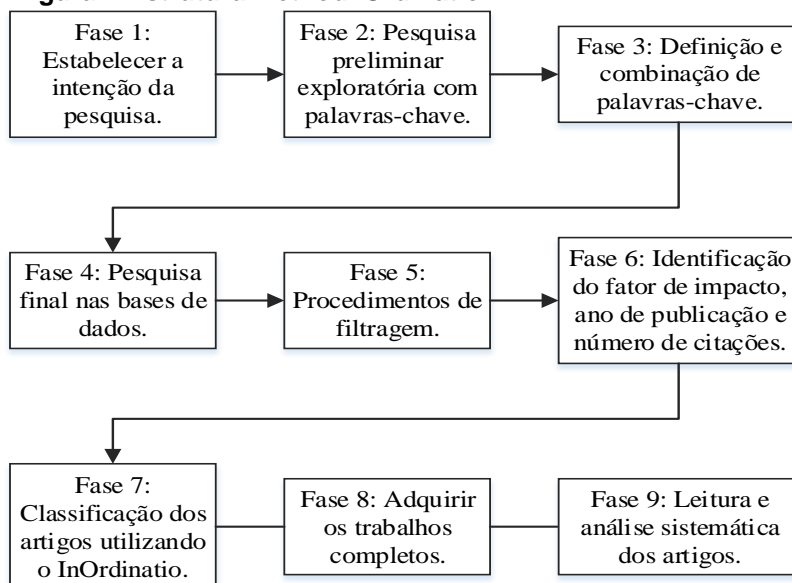 Fase 1:
Estabelecer a
intenção da
pesquisa.
Fase 2: Pesquisa
preliminar
exploratória com
palavras-chave.
Fase 3: Definição e
combinação de
palavras-chave.
Fase 4: Pesquisa
final nas bases de
dados.
Fase 5:
Procedimentos de
filtragem.
Fase 6: Identificação
do fator de impacto,
ano de publicação e
número de citações.
Fase 7:
Classificação dos
artigos utilizando
o InOrdinatio.
Fase 8: Adquirir
os trabalhos
completos.
Fase 9: Leitura e
análise sistemática
dos artigos.